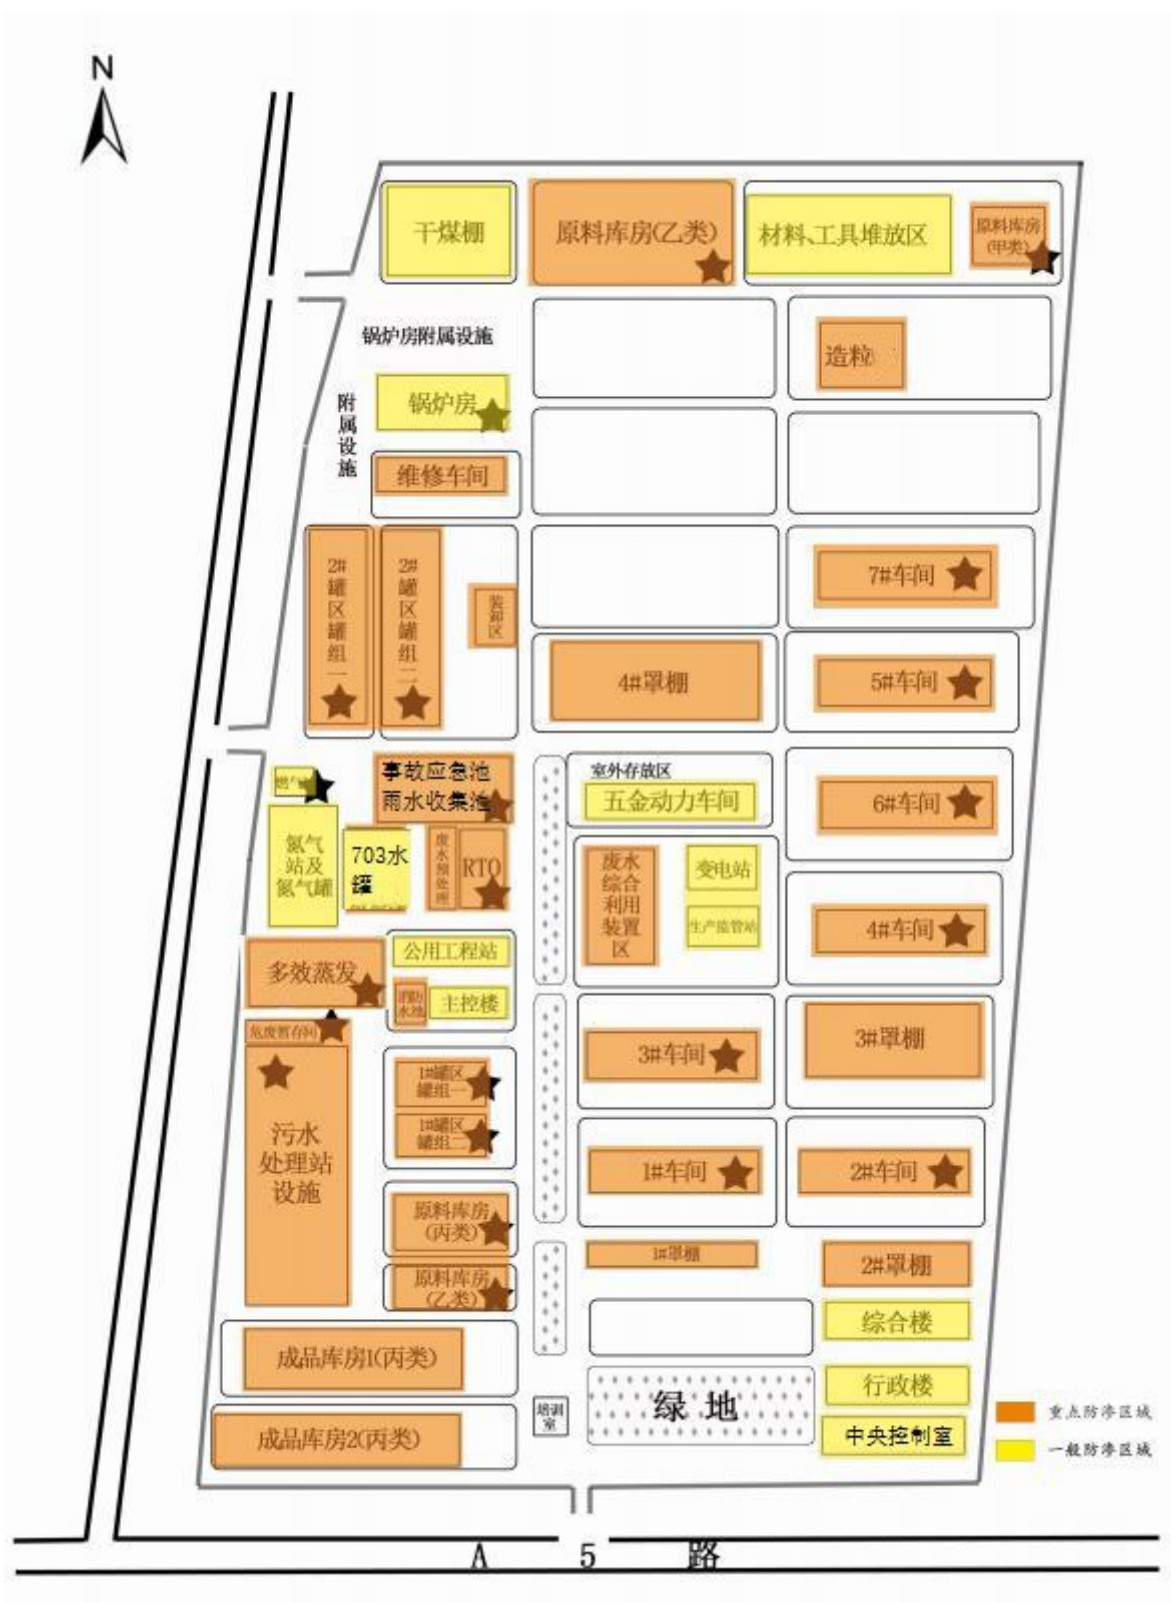 N
干煤棚
原料库房(乙类)
材料、工具堆放区
原料库房
(甲类)
锅炉房附属设施
造粒
锅炉房
附属设施
维修车间
2#罐区罐组一
2#罐区罐组二
装卸区
7#车间
4#罩棚
5#车间
事故应急池
雨水收集池
室外存放区
五金动力车间
6#车间
氮气
站及
氮气罐
703水
罐
废水预处理
RTO
废水
综合
利用
装置
区
变电站
生产监管站
4#车间
多效蒸发
公用工程站
消防
水池
主控楼
危废暂存间
3#车间
3#罩棚
1#罐区
罐组一
1#罐区
罐组二
污水
处理站
设施
1#车间
2#车间
原料库房
(丙类)
1#罩棚
2#罩棚
原料库房
(乙类)
综合楼
成品库房1(丙类)
行政楼
绿 地
培训
室
中央控制室
成品库房2(丙类)
重点防渗区域
一般防渗区域
A 5 路